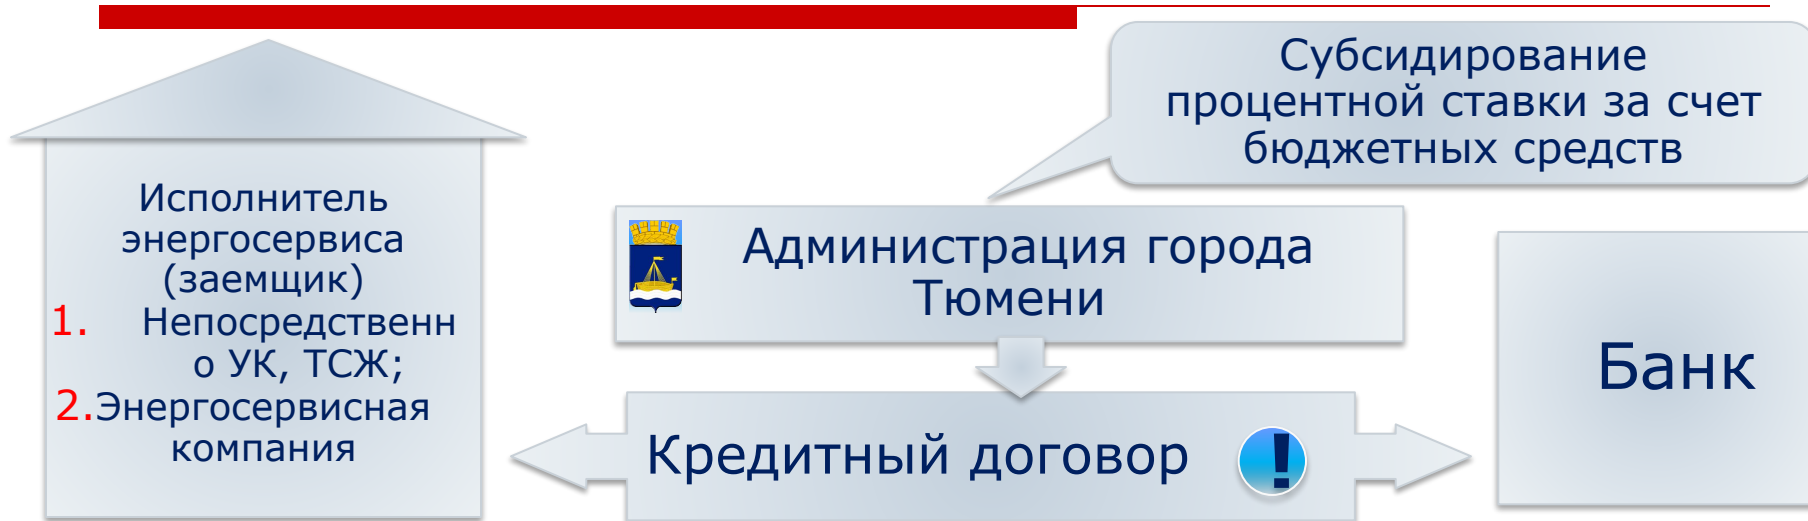 Субсидирование
процентной ставки за счет
бюджетных средств
Исполнитель
энергосервиса
(заемщик)
1. Непосредственн
о УК, ТСЖ;
2.Энергосервисная
компания
Администрация города
Тюмени
Кредитный договор !
Банк